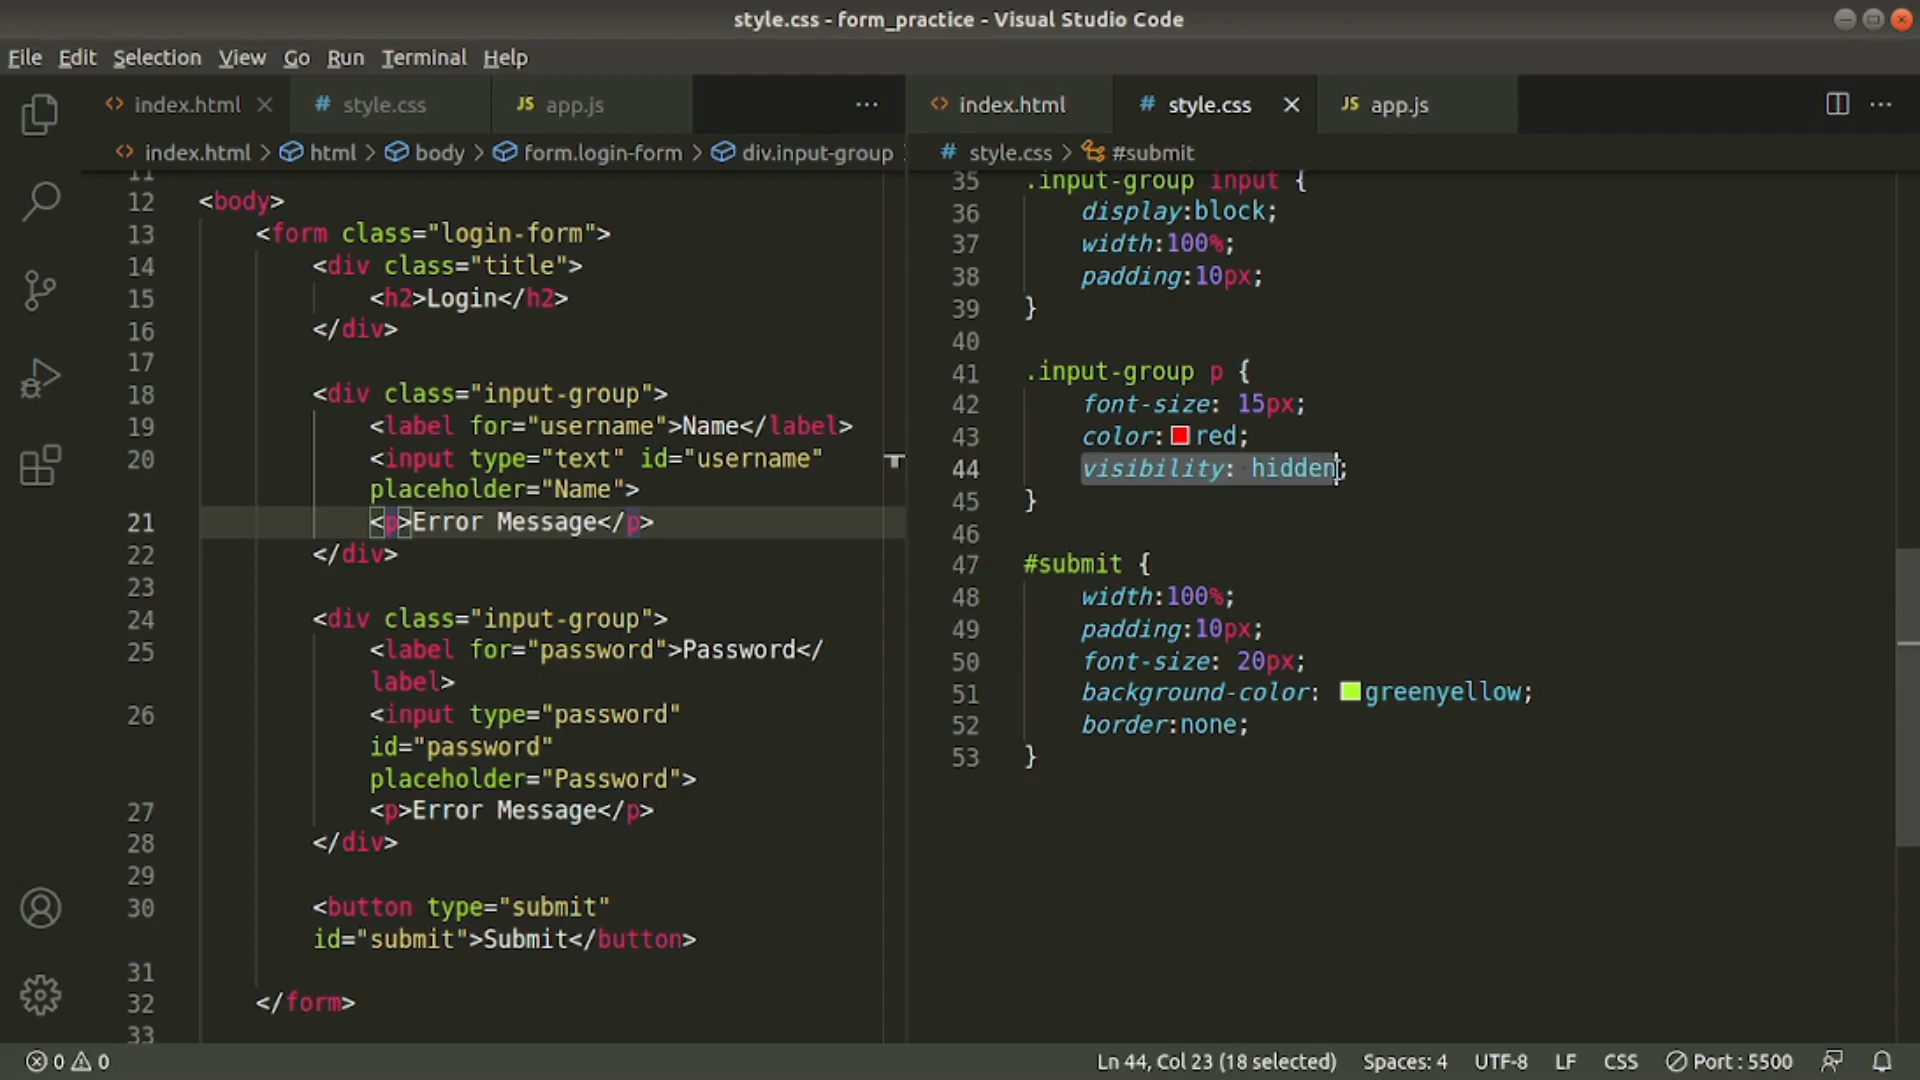 style.css - form_practice - Visual Studio Code
File Edit Selection View Go Run Terminal Help
<> index.html × # style.css JS app.js ···
<> index.html > html > body > form.login-form > div.input-group
11
12 <body>
13 <form class="login-form">
14 <div class="title">
15 <h2>Login</h2>
16 </div>
17
18 <div class="input-group">
19 <label for="username">Name</label>
20 <input type="text" id="username"
placeholder="Name">
21 <p>Error Message</p>
22 </div>
23
24 <div class="input-group">
25 <label for="password">Password</
label>
26 <input type="password"
id="password"
placeholder="Password">
27 <p>Error Message</p>
28 </div>
29
30 <button type="submit"
id="submit">Submit</button>
31
32 </form>
33
<> index.html # style.css × JS app.js ···
# style.css > #submit
35 .input-group input {
36 display:block;
37 width:100%;
38 padding:10px;
39 }
40
41 .input-group p {
42 font-size: 15px;
43 color:red;
44 visibility: hidden;
45 }
46
47 #submit {
48 width:100%;
49 padding:10px;
50 font-size: 20px;
51 background-color: greenyellow;
52 border:none;
53 }
0 0 Ln 44, Col 23 (18 selected) Spaces: 4 UTF-8 LF CSS Port : 5500